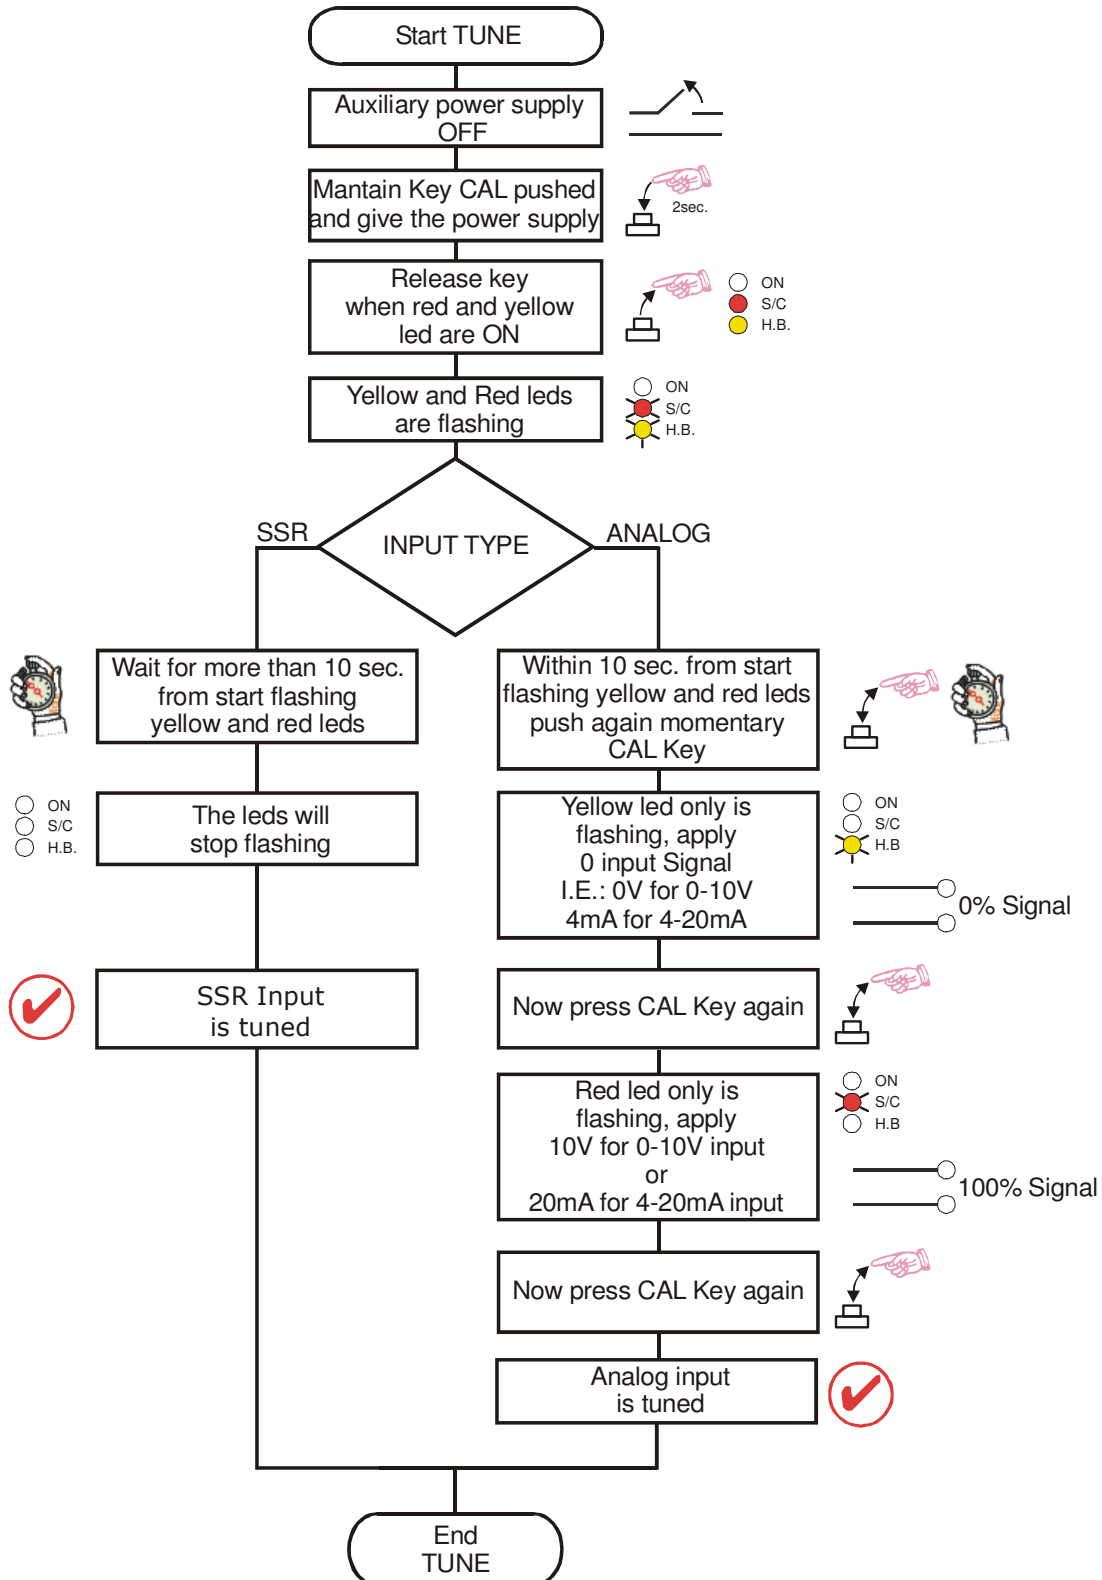 Start TUNE
Auxiliary power supply
OFF
Mantain Key CAL pushed
and give the power supply
2sec.
Release key
when red and yellow
led are ON
ON
S/C
H.B.
Yellow and Red leds
are flashing
ON
S/C
H.B.
SSR
INPUT TYPE
ANALOG
Wait for more than 10 sec.
from start flashing
yellow and red leds
Within 10 sec. from start
flashing yellow and red leds
push again momentary
CAL Key
ON
S/C
H.B.
The leds will
stop flashing
Yellow led only is
flashing, apply
0 input Signal
I.E.: 0V for 0-10V
4mA for 4-20mA
ON
S/C
H.B
0% Signal
SSR Input
is tuned
Now press CAL Key again
Red led only is
flashing, apply
10V for 0-10V input
or
20mA for 4-20mA input
ON
S/C
H.B
100% Signal
Now press CAL Key again
Analog input
is tuned
End
TUNE